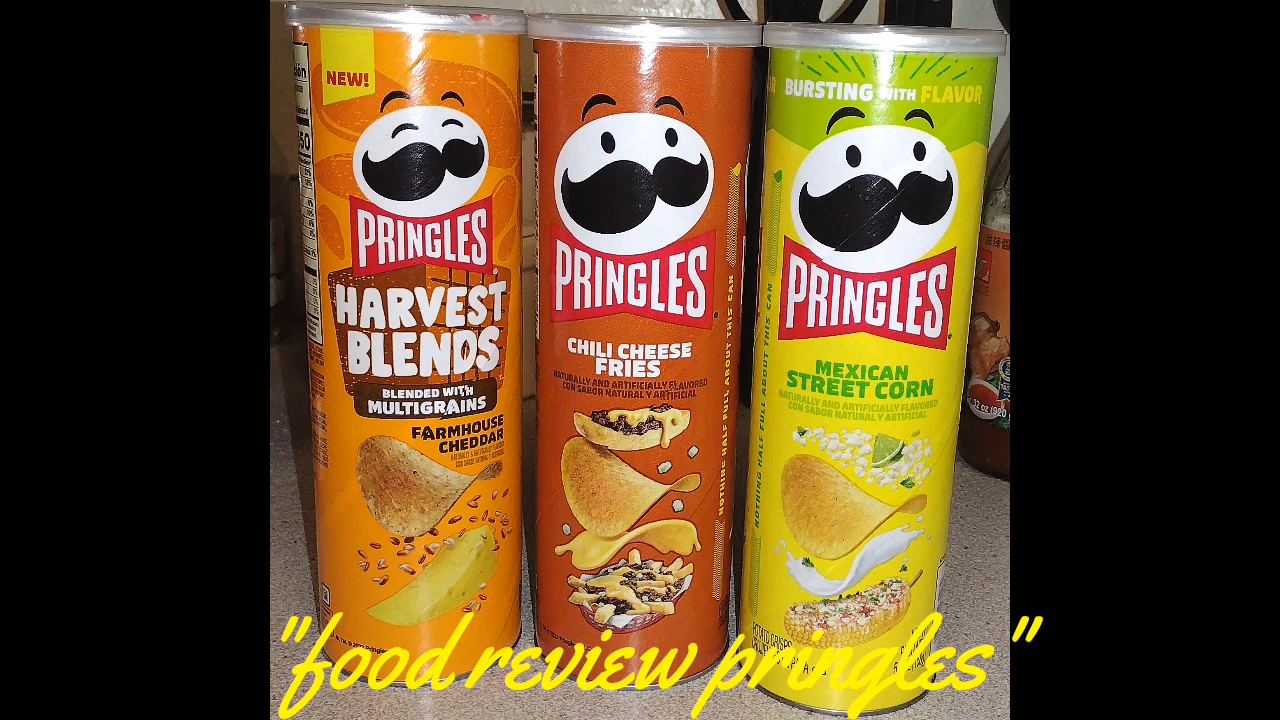 NEW!
PRINGLES
HARVEST
BLENDS
BLENDED WITH
MULTIGRAINS
FARMHOUSE
CHEDDAR
PRINGLES
CHILI CHEESE
FRIES
NATURALLY AND ARTIFICIALLY FLAVORED
CON SABOR NATURAL Y ARTIFICIAL
NOTHING HALF FULL ABOUT THIS CAN
BURSTING WITH FLAVOR
PRINGLES
MEXICAN
STREET CORN
NATURALLY AND ARTIFICIALLY FLAVORED
CON SABOR NATURAL Y ARTIFICIAL
NOTHING HALF FULL ABOUT THIS CAN
"food review pringles"